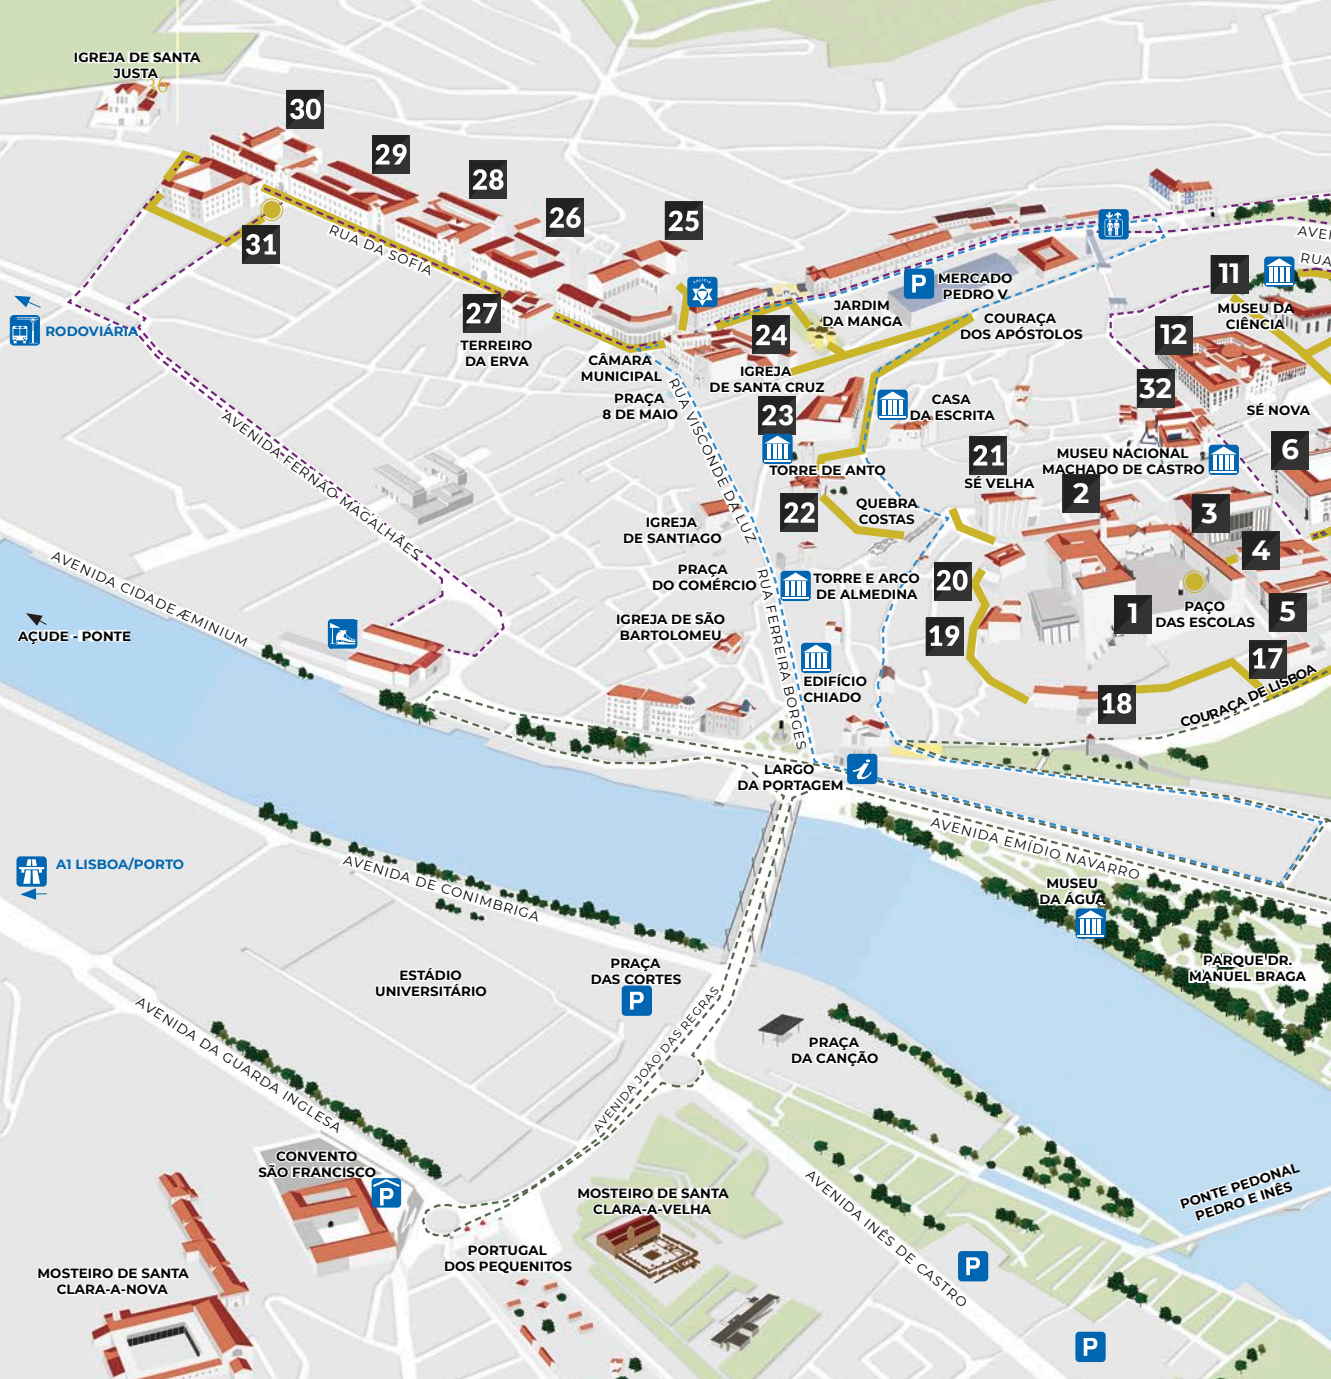 IGREJA DE SANTA
JUSTA
36
30
29
28
26
25
31
RUA DA SOFIA
27
TERREIRO
DA ERVA
RODOVIÁRIA
CÂMARA
MUNICIPAL
PRAÇA
8 DE MAIO
24
IGREJA
DE SANTA CRUZ
JARDIM
DA MANGA
P
MERCADO
PEDRO V
COURAÇA
DOS APÓSTOLOS
AVE
RUA
11
MUSEU DA
CIÊNCIA
12
32
SÉ NOVA
23
TORRE DE ANTO
CASA
DA ESCRITA
21
SÉ VELHA
MUSEU NACIONAL
MACHADO DE CASTRO
6
2
3
4
22
QUEBRA
COSTAS
RUA VISCONDE DA LUZ
AVENIDA FERNÃO MAGALHÃES
IGREJA
DE SANTIAGO
PRAÇA
DO COMÉRCIO
IGREJA DE SÃO
BARTOLOMEU
TORRE E ARCO
DE ALMEDINA
RUA FERREIRA BORGES
20
19
1
PAÇO
DAS ESCOLAS
5
17
18
COURAÇA DE LISBOA
EDIFÍCIO
CHIADO
AVENIDA CIDADE ÆMINIUM
AÇUDE - PONTE
LARGO
DA PORTAGEM
i
AVENIDA EMÍDIO NAVARRO
MUSEU
DA ÁGUA
PARQUE DR.
MANUEL BRAGA
A1 LISBOA/PORTO
AVENIDA DE CONIMBRIGA
ESTÁDIO
UNIVERSITÁRIO
PRAÇA
DAS CORTES
P
AVENIDA JOÃO DAS REGRAS
PRAÇA
DA CANÇÃO
AVENIDA DA GUARDA INGLESA
CONVENTO
SÃO FRANCISCO
P
MOSTEIRO DE SANTA
CLARA-A-VELHA
PORTUGAL
DOS PEQUENITOS
MOSTEIRO DE SANTA
CLARA-A-NOVA
AVENIDA INÊS DE CASTRO
P
P
PONTE PEDONAL
PEDRO E INÊS